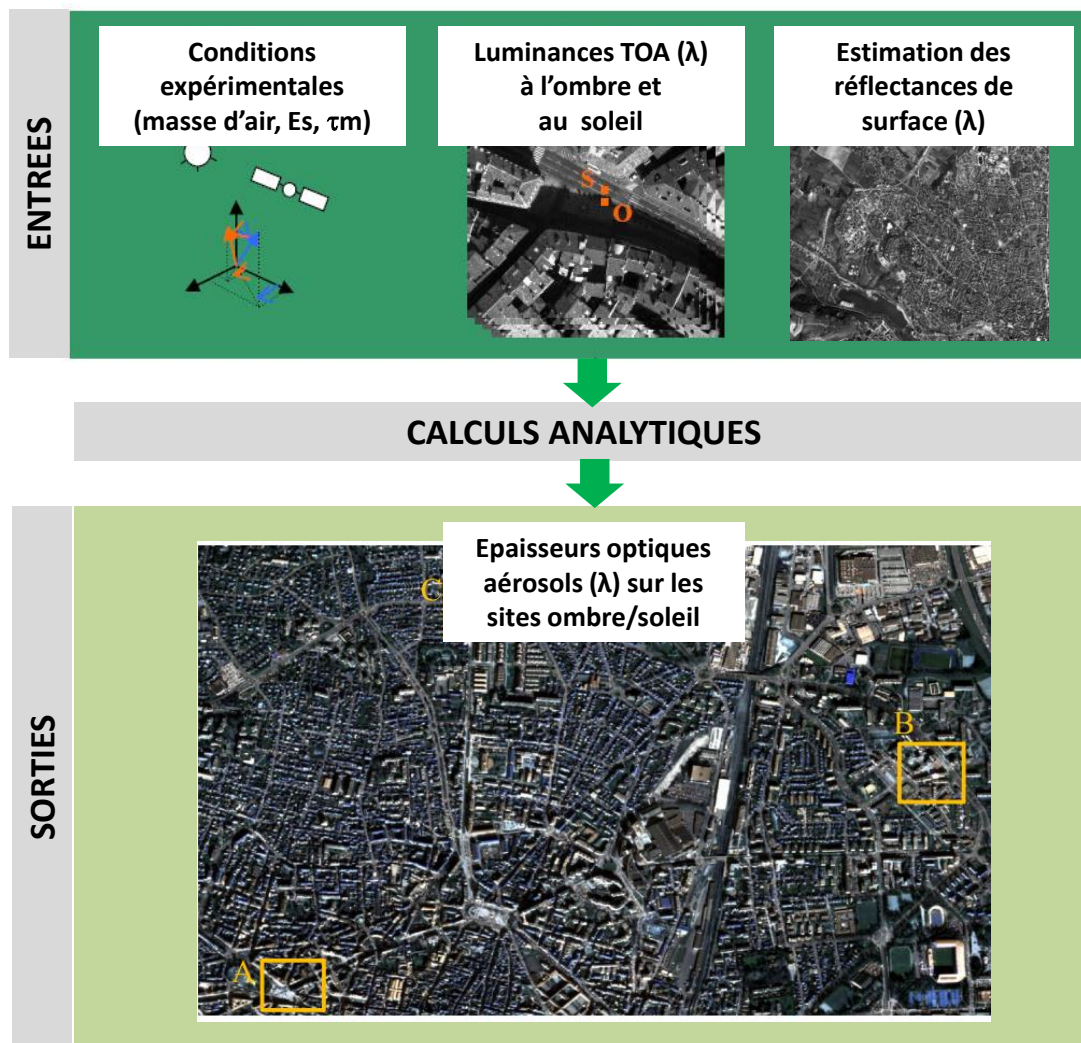 ENTREES
Conditions
expérimentales
(masse d'air, Es, τm)
Luminances TOA (λ)
à l'ombre et
au soleil
Estimation des
réflectances de
surface (λ)
S
O
CALCULS ANALYTIQUES
SORTIES
Epaisseurs optiques
aérosols (λ) sur les
sites ombre/soleil
C
B
A